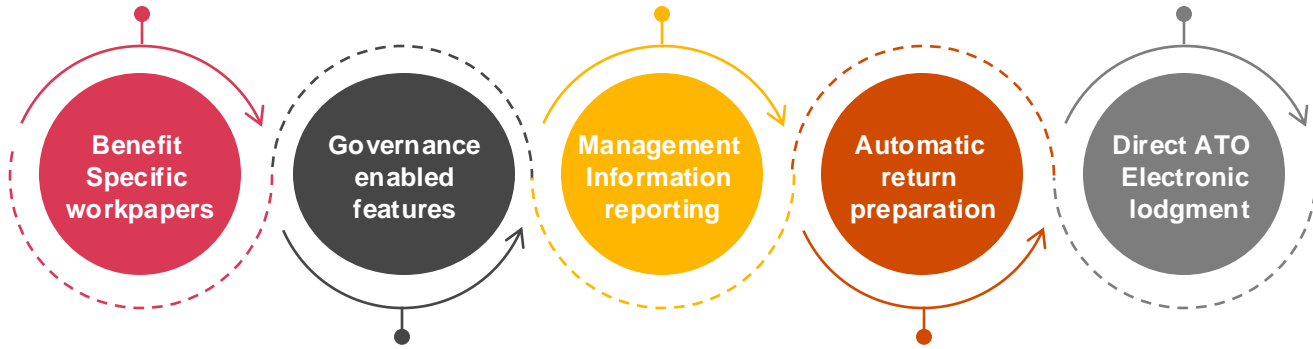 Benefit
Specific
workpapers
Governance
enabled
features
Management
Information
reporting
Automatic
return
preparation
Direct ATO
Electronic
lodgment